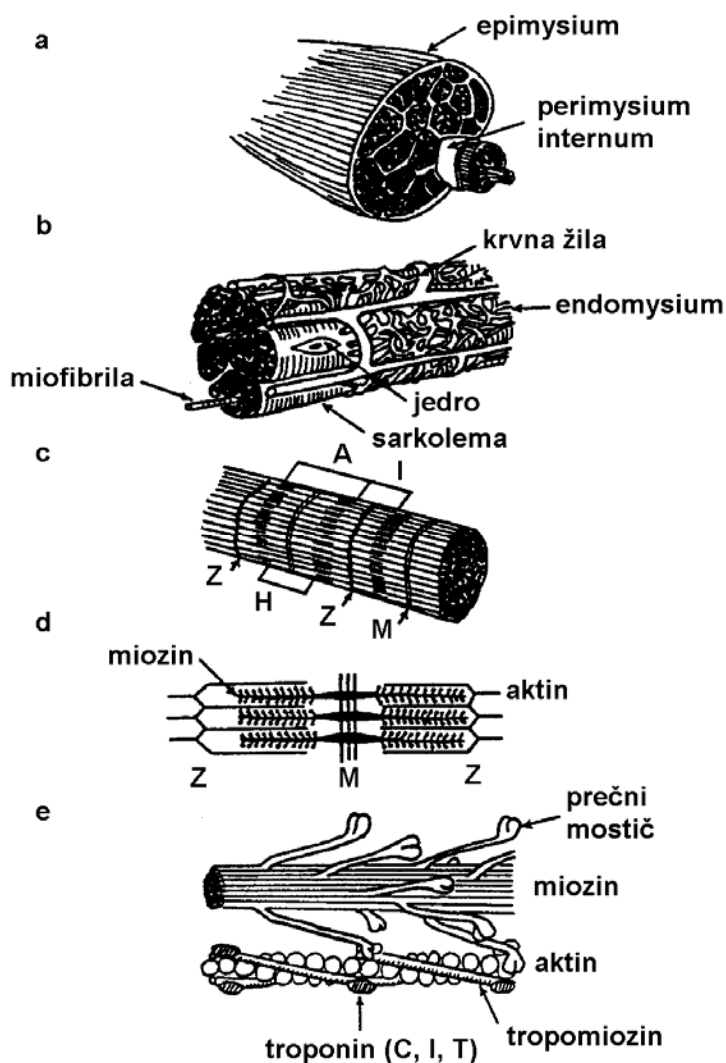 a
epimysium
perimysium
internum
b
krvna žila
endomysium
miofibrila
jedro
sarkolema
c
A
I
Z
H
Z
M
d
miozin
aktin
Z
M
Z
e
prečni
mostič
miozin
aktin
tropomiozin
troponin (C, I, T)